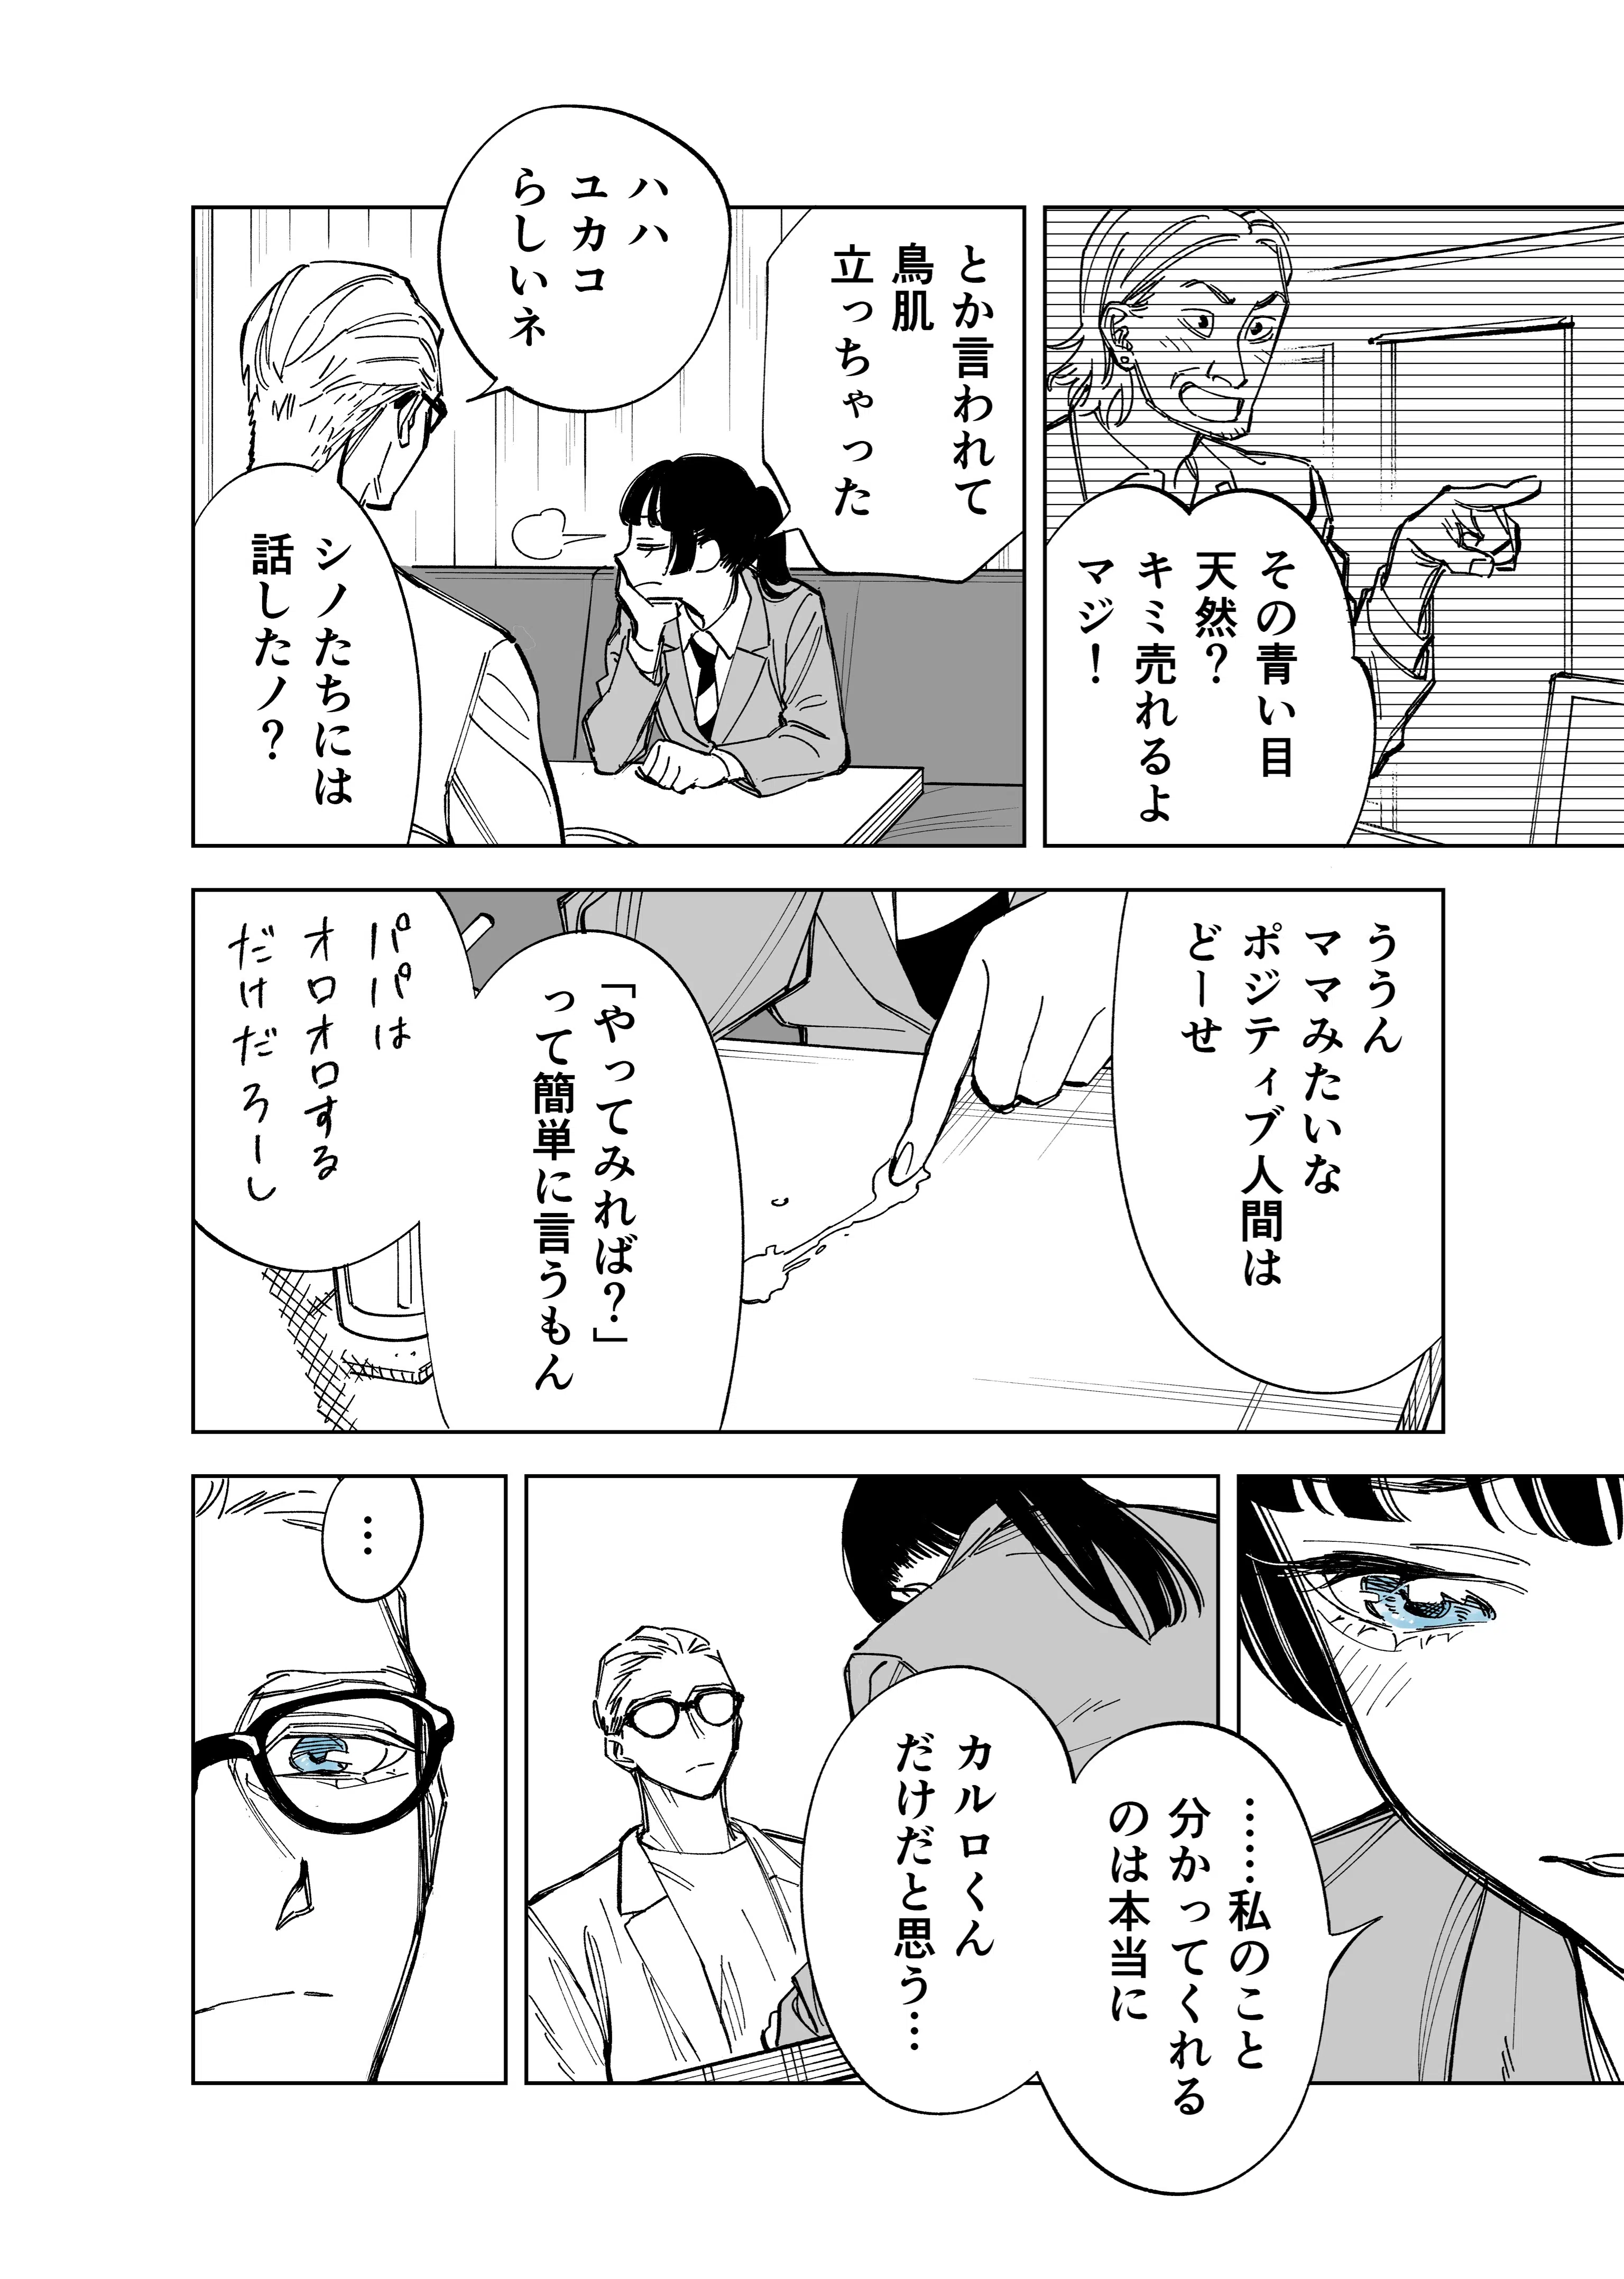 その青い目
天然？
キミ売れるよ
マジ！
とか言われて
鳥肌
立っちゃった
ハハ
ユカコ
らしいネ
シノたちには
話したノ？
ううん
ママみたいな
ポジティブ人間は
どーせ
「やってみれば？」
って簡単に言うもん
パパは
オロオロする
だけだろーし
……私のこと
分かってくれる
のは本当に
カルロくん
だけだと思う…
…